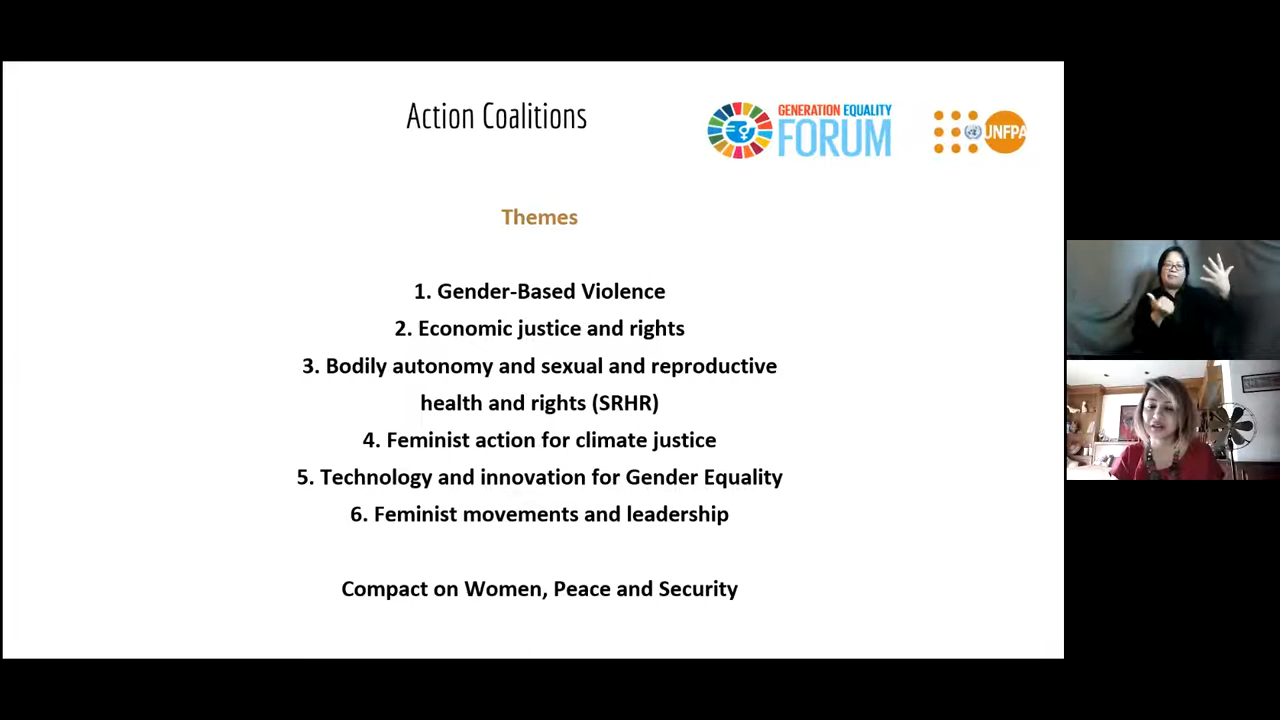 Action Coalitions
GENERATION EQUALITY
FORUM
UNFPA
Themes
1. Gender-Based Violence
2. Economic justice and rights
3. Bodily autonomy and sexual and reproductive
health and rights (SRHR)
4. Feminist action for climate justice
5. Technology and innovation for Gender Equality
6. Feminist movements and leadership
Compact on Women, Peace and Security